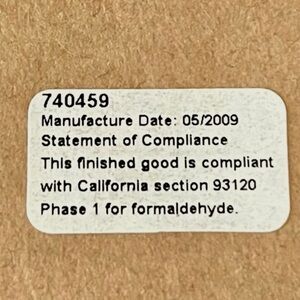 740459
Manufacture Date: 05/2009
Statement of Compliance
This finished good is compliant
with California section 93120
Phase 1 for formaldehyde.